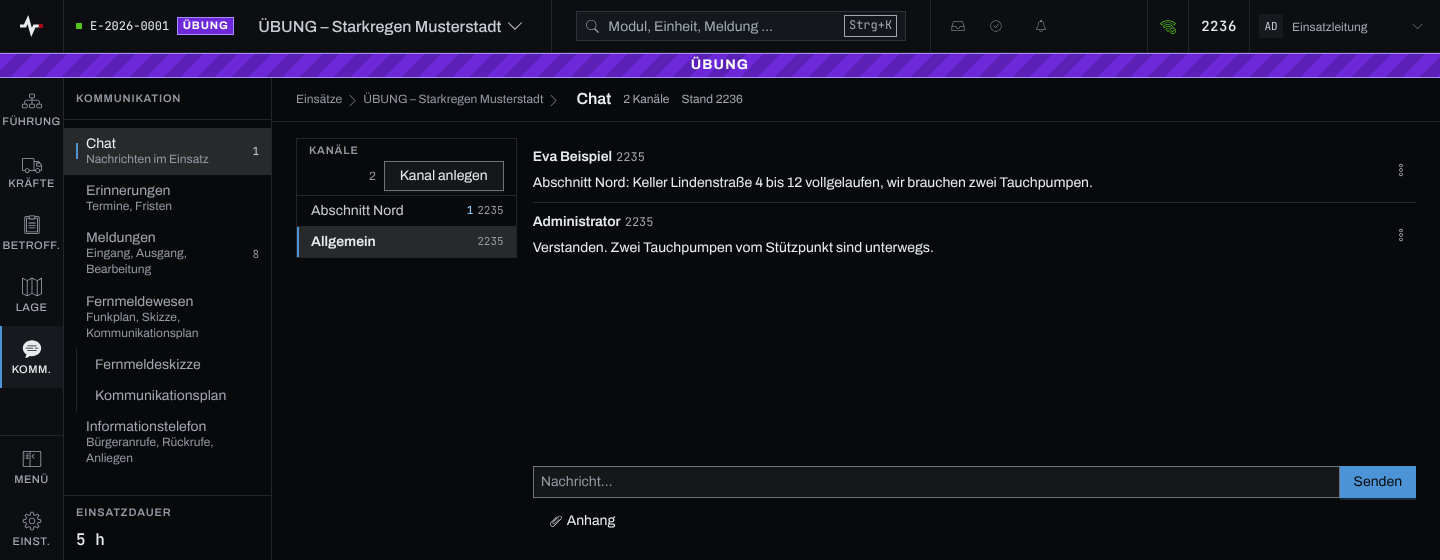 E-2026-0001 ÜBUNG ÜBUNG – Starkregen Musterstadt
Modul, Einheit, Meldung ... Strg+K
2236
AD Einsatzleitung
ÜBUNG
FÜHRUNG
KRÄFTE
BETROFF.
LAGE
KOMM.
MENÜ
EINST.
KOMMUNIKATION
Chat
Nachrichten im Einsatz
1
Erinnerungen
Termine, Fristen
Meldungen
Eingang, Ausgang,
Bearbeitung
8
Fernmeldewesen
Funkplan, Skizze,
Kommunikationsplan
Fernmeldeskizze
Kommunikationsplan
Informationstelefon
Bürgeranrufe, Rückrufe,
Anliegen
EINSATZDAUER
5 h
Einsätze ÜBUNG – Starkregen Musterstadt Chat 2 Kanäle Stand 2236
KANÄLE
2 Kanal anlegen
Abschnitt Nord 1 2235
Allgemein 2235
Eva Beispiel 2235
Abschnitt Nord: Keller Lindenstraße 4 bis 12 vollgelaufen, wir brauchen zwei Tauchpumpen.
Administrator 2235
Verstanden. Zwei Tauchpumpen vom Stützpunkt sind unterwegs.
Nachricht... Senden
Anhang